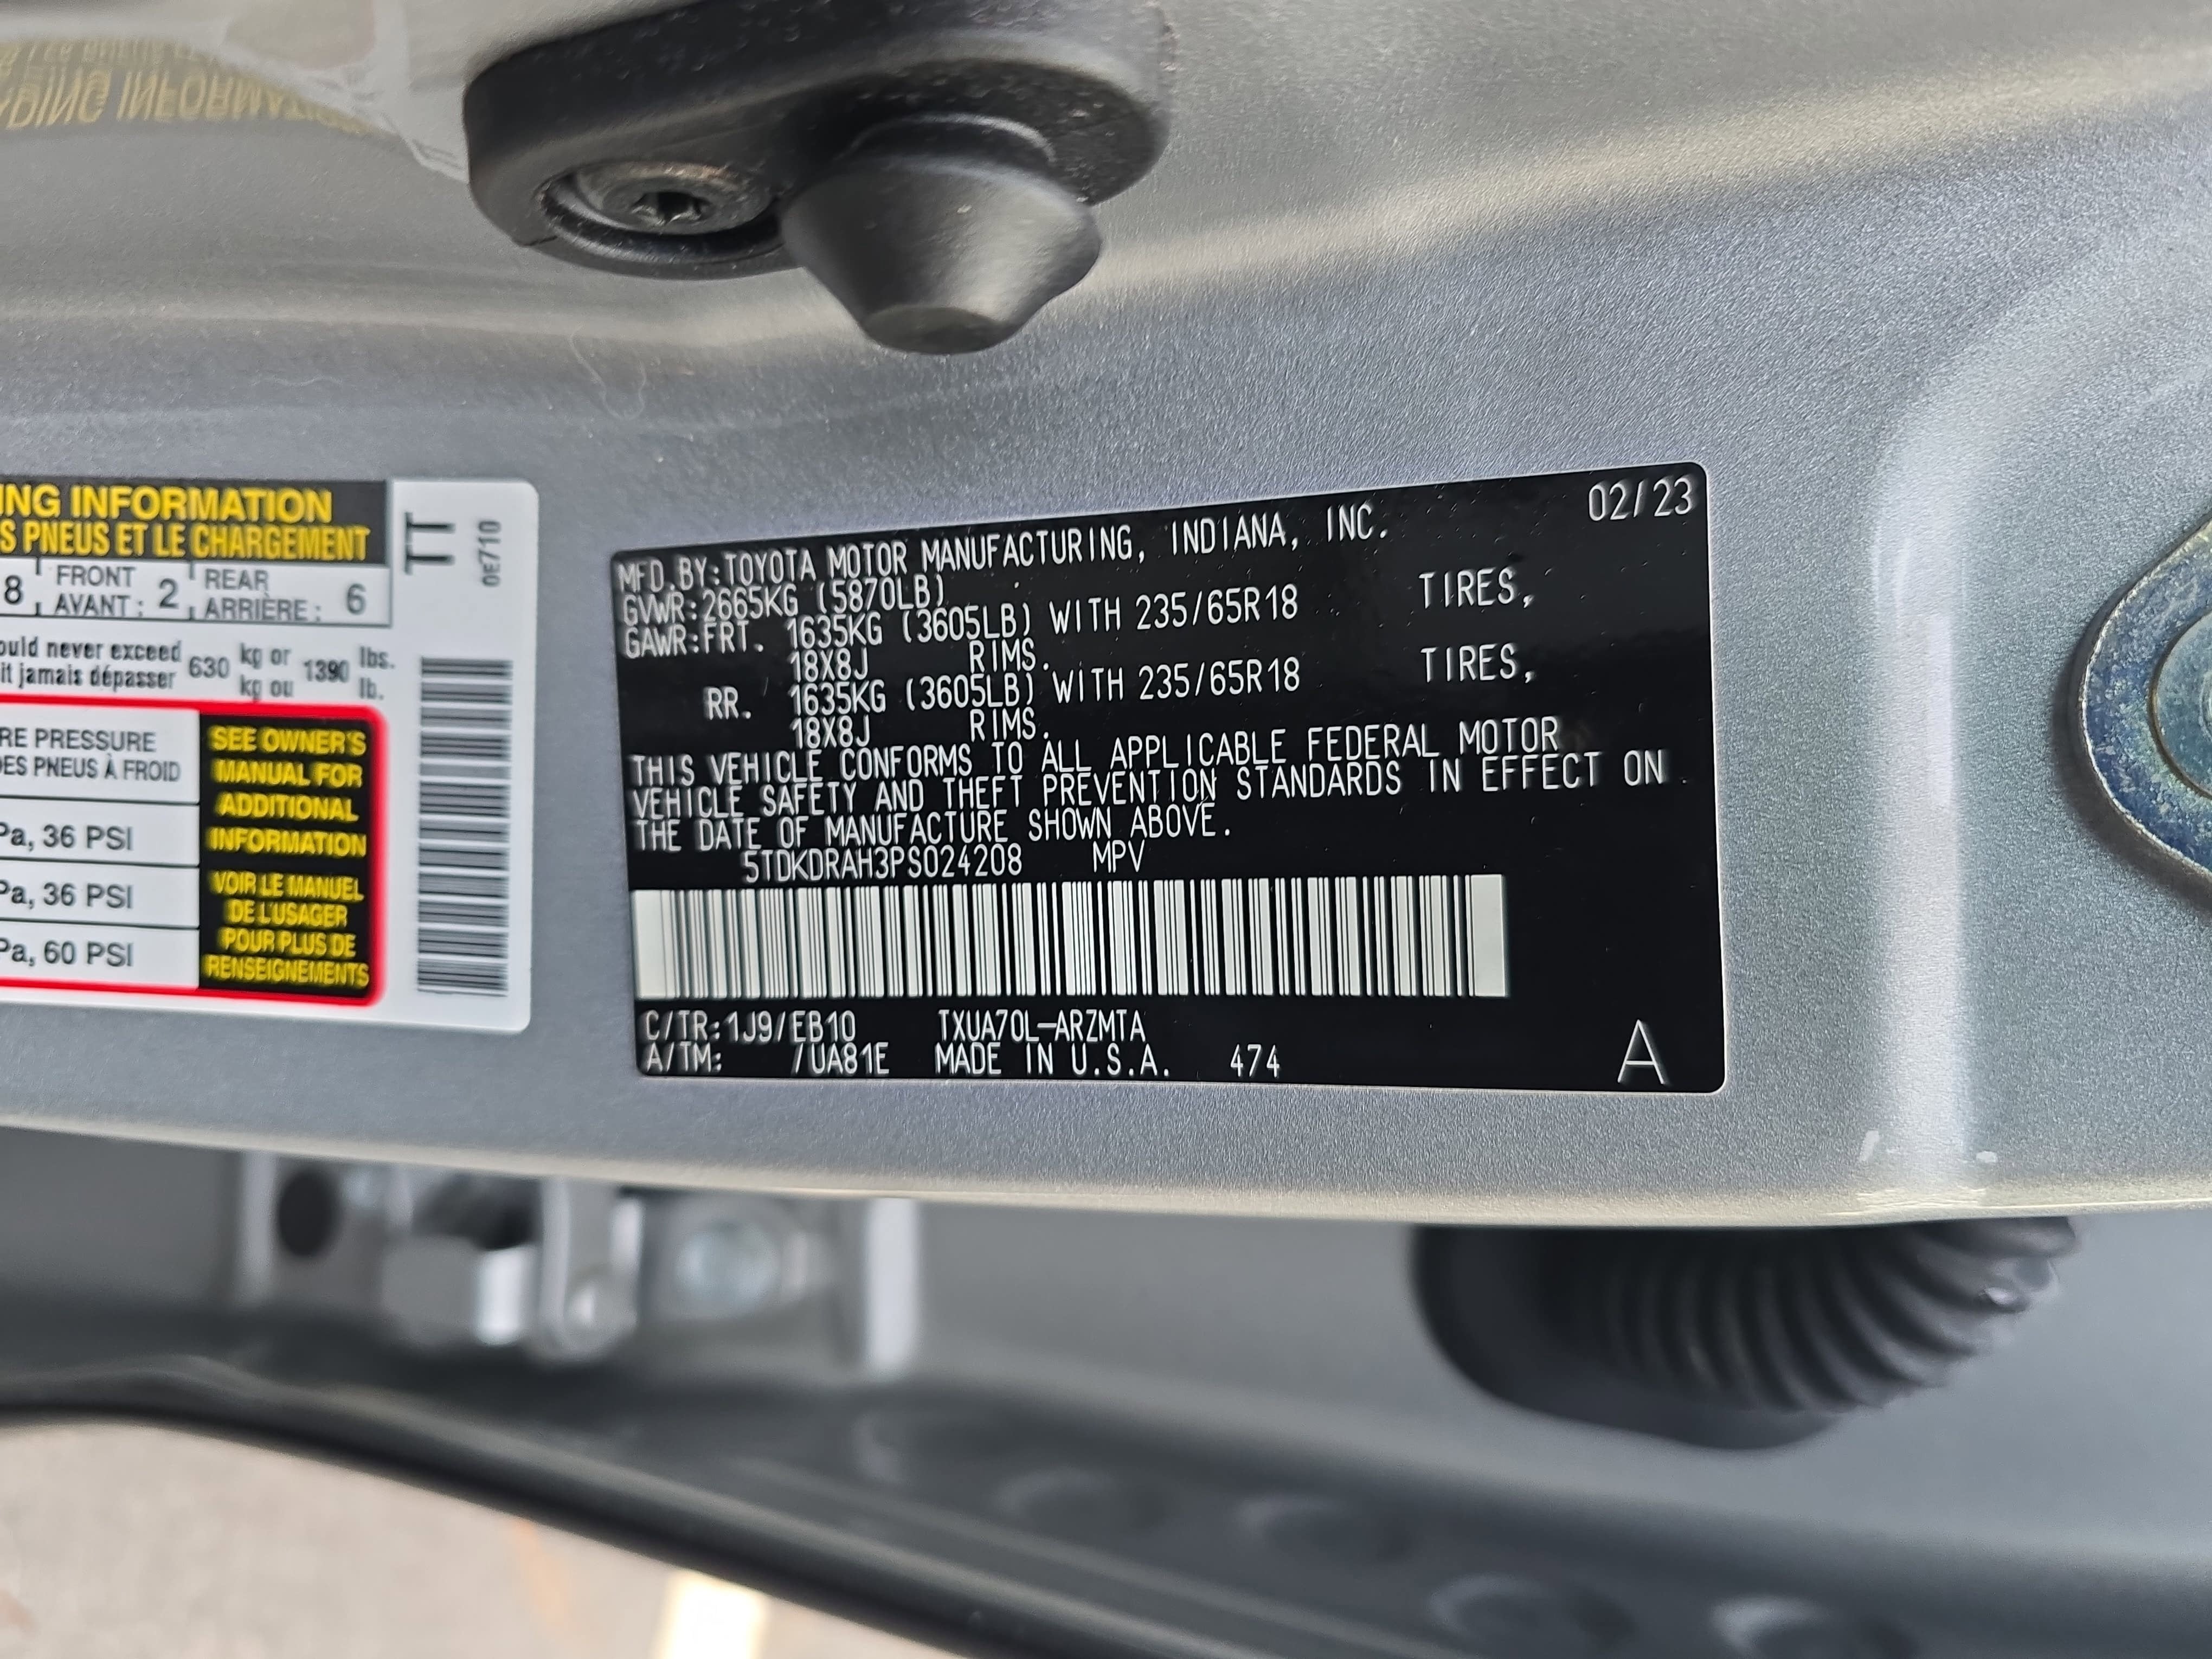 ING INFORMATION
S PNEUS ET LE CHARGEMENT
8 FRONT AVANT : 2 REAR ARRIÈRE : 6
ould never exceed 630 kg or 1390 lbs.
it jamais dépasser kg ou lb.
RE PRESSURE
DES PNEUS À FROID
Pa, 36 PSI
Pa, 36 PSI
Pa, 60 PSI
SEE OWNER'S
MANUAL FOR
ADDITIONAL
INFORMATION
VOIR LE MANUEL
DE L'USAGER
POUR PLUS DE
RENSEIGNEMENTS
TT
0E710
02/23
MFD.BY:TOYOTA MOTOR MANUFACTURING, INDIANA, INC.
GVWR:2665KG (5870LB)
GAWR:FRT. 1635KG (3605LB) WITH 235/65R18 TIRES,
18X8J RIMS.
RR. 1635KG (3605LB) WITH 235/65R18 TIRES,
18X8J RIMS.
THIS VEHICLE CONFORMS TO ALL APPLICABLE FEDERAL MOTOR
VEHICLE SAFETY AND THEFT PREVENTION STANDARDS IN EFFECT ON
THE DATE OF MANUFACTURE SHOWN ABOVE.
5TDKDRAH3PS024208 MPV
C/TR:1J9/EB10 TXUA70L-ARZMTA
A/TM: /UA81E MADE IN U.S.A. 474
A